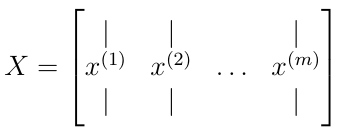 | | |
X = [ x^(1) x^(2) … x^(m) ]
| | |